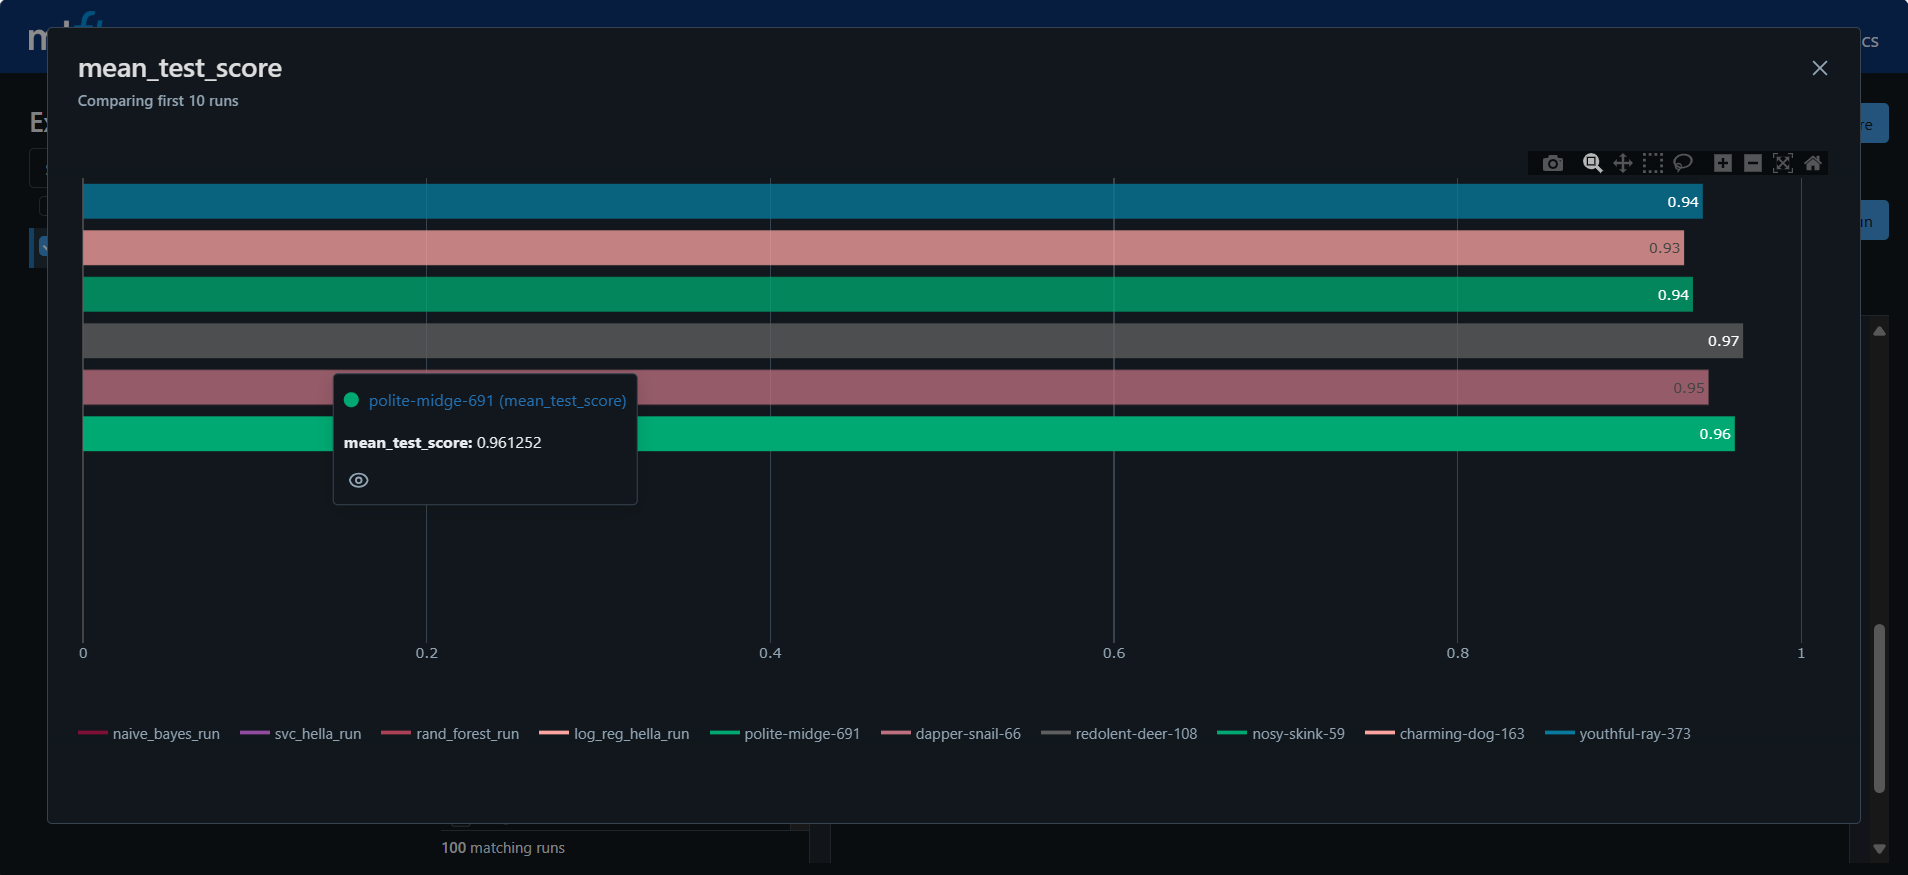 mean_test_score
Comparing first 10 runs
0.94
0.93
0.94
0.97
0.95
polite-midge-691 (mean_test_score)
0.96
mean_test_score: 0.961252
0 0.2 0.4 0.6 0.8 1
naive_bayes_run svc_hella_run rand_forest_run log_reg_hella_run polite-midge-691 dapper-snail-66 redolent-deer-108 nosy-skink-59 charming-dog-163 youthful-ray-373
100 matching runs